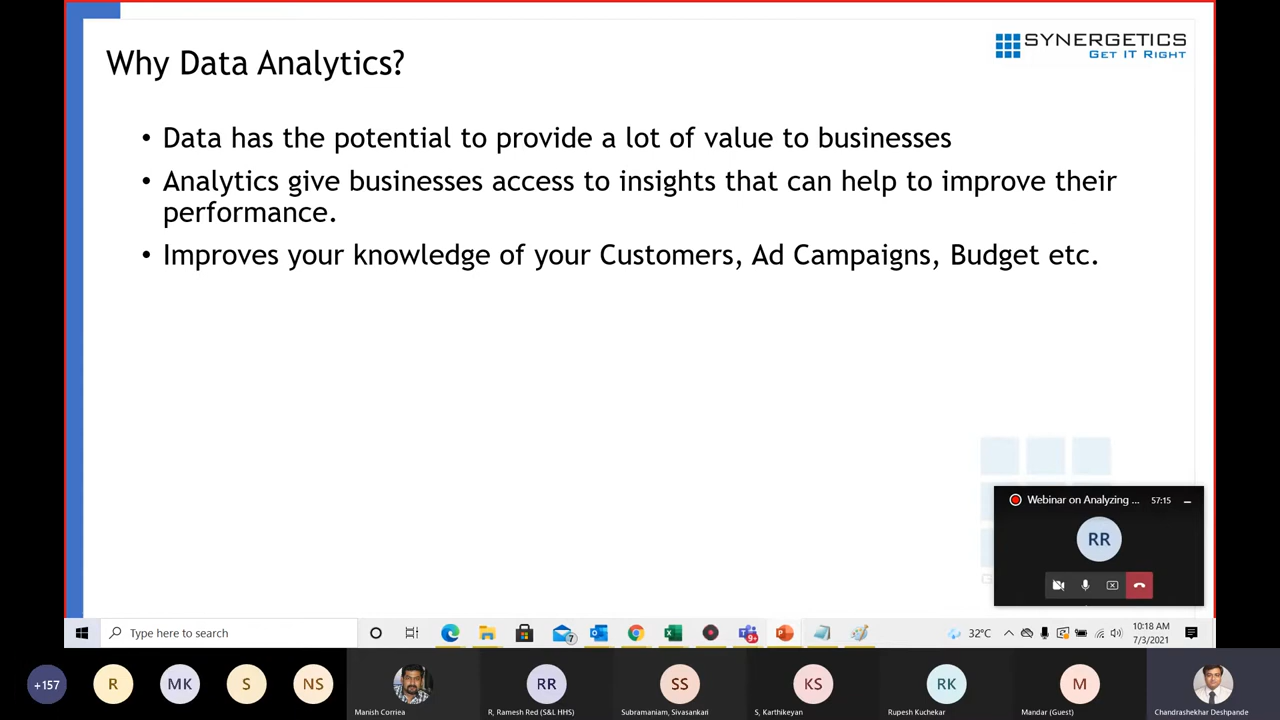 SYNERGETICS
GET IT RIGHT
Why Data Analytics?
• Data has the potential to provide a lot of value to businesses
• Analytics give businesses access to insights that can help to improve their
performance.
• Improves your knowledge of your Customers, Ad Campaigns, Budget etc.
Webinar on Analyzing ... 57:15
RR
Type here to search
7
9+
32°C
10:18 AM
7/3/2021
+157
R
MK
S
NS
RR
SS
KS
RK
M
Manish Corriea
R, Ramesh Red (S&L HHS)
Subramaniam, Sivasankari
S, Karthikeyan
Rupesh Kuchekar
Mandar (Guest)
Chandrashekhar Deshpande